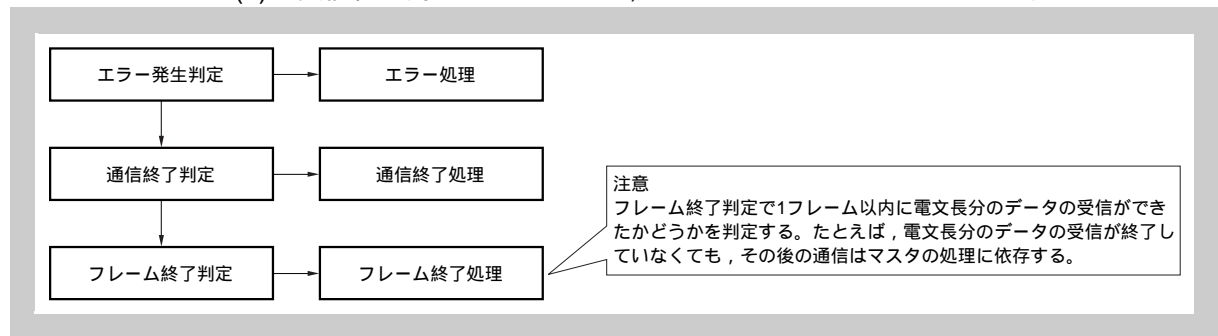 エラー発生判定
エラー処理
通信終了判定
通信終了処理
注意
フレーム終了判定で1フレーム以内に電文長分のデータの受信ができ
たかどうかを判定する。たとえば，電文長分のデータの受信が終了し
ていなくても，その後の通信はマスタの処理に依存する。
フレーム終了判定
フレーム終了処理